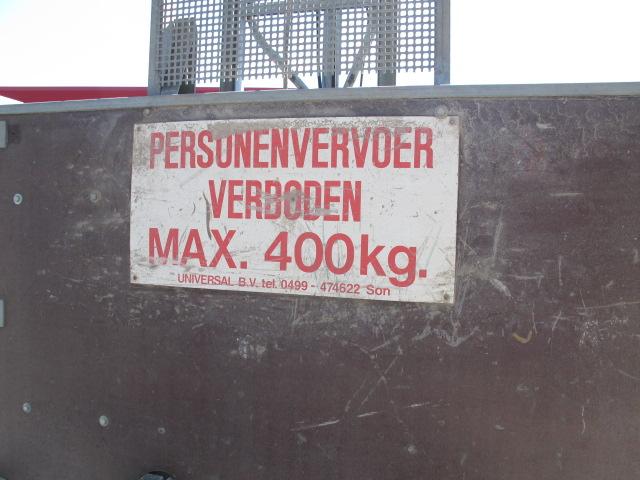 PERSONENVERVOER
VERBODEN
MAX. 400kg.
UNIVERSAL B.V. tel. 0499 - 474622 Son